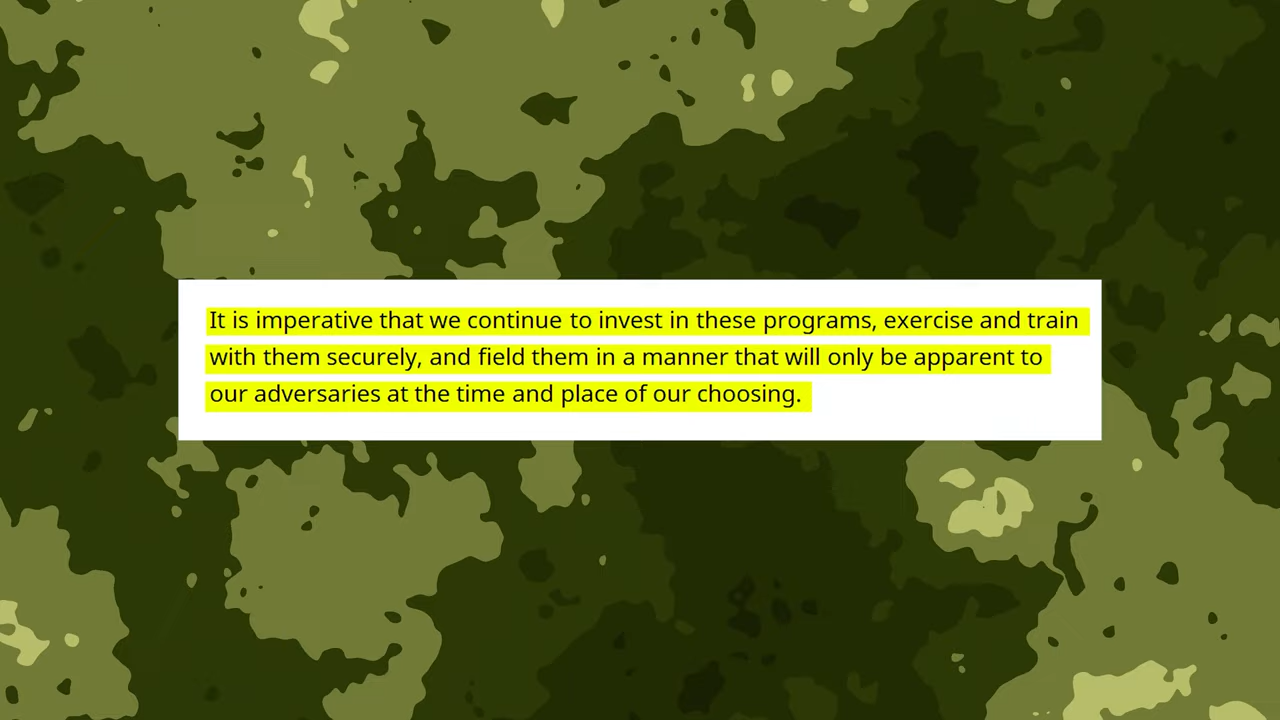 It is imperative that we continue to invest in these programs, exercise and train
with them securely, and field them in a manner that will only be apparent to
our adversaries at the time and place of our choosing.